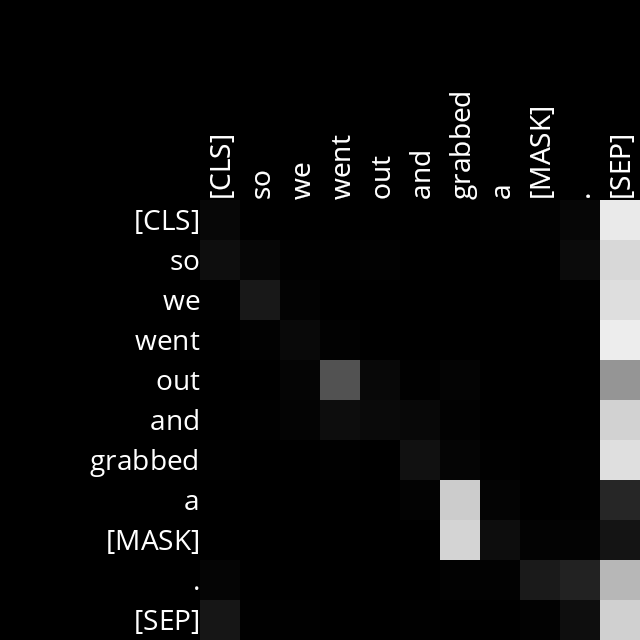 [CLS] so we went out and grabbed a [MASK] . [SEP]
[CLS]
so
we
went
out
and
grabbed
a
[MASK]
.
[SEP]